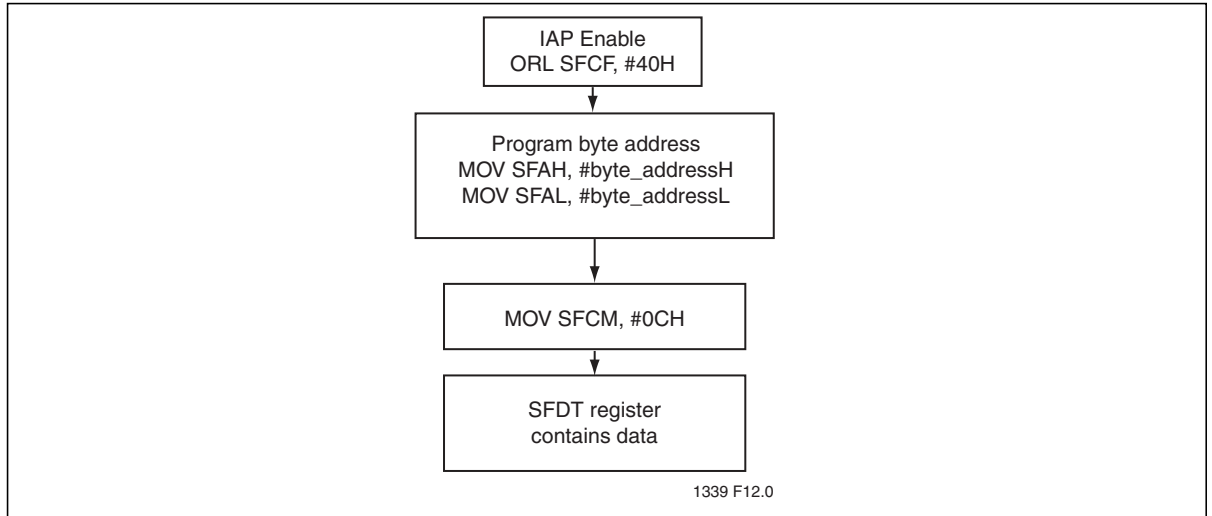 IAP Enable
ORL SFCF, #40H
Program byte address
MOV SFAH, #byte_addressH
MOV SFAL, #byte_addressL
MOV SFCM, #0CH
SFDT register
contains data
1339 F12.0